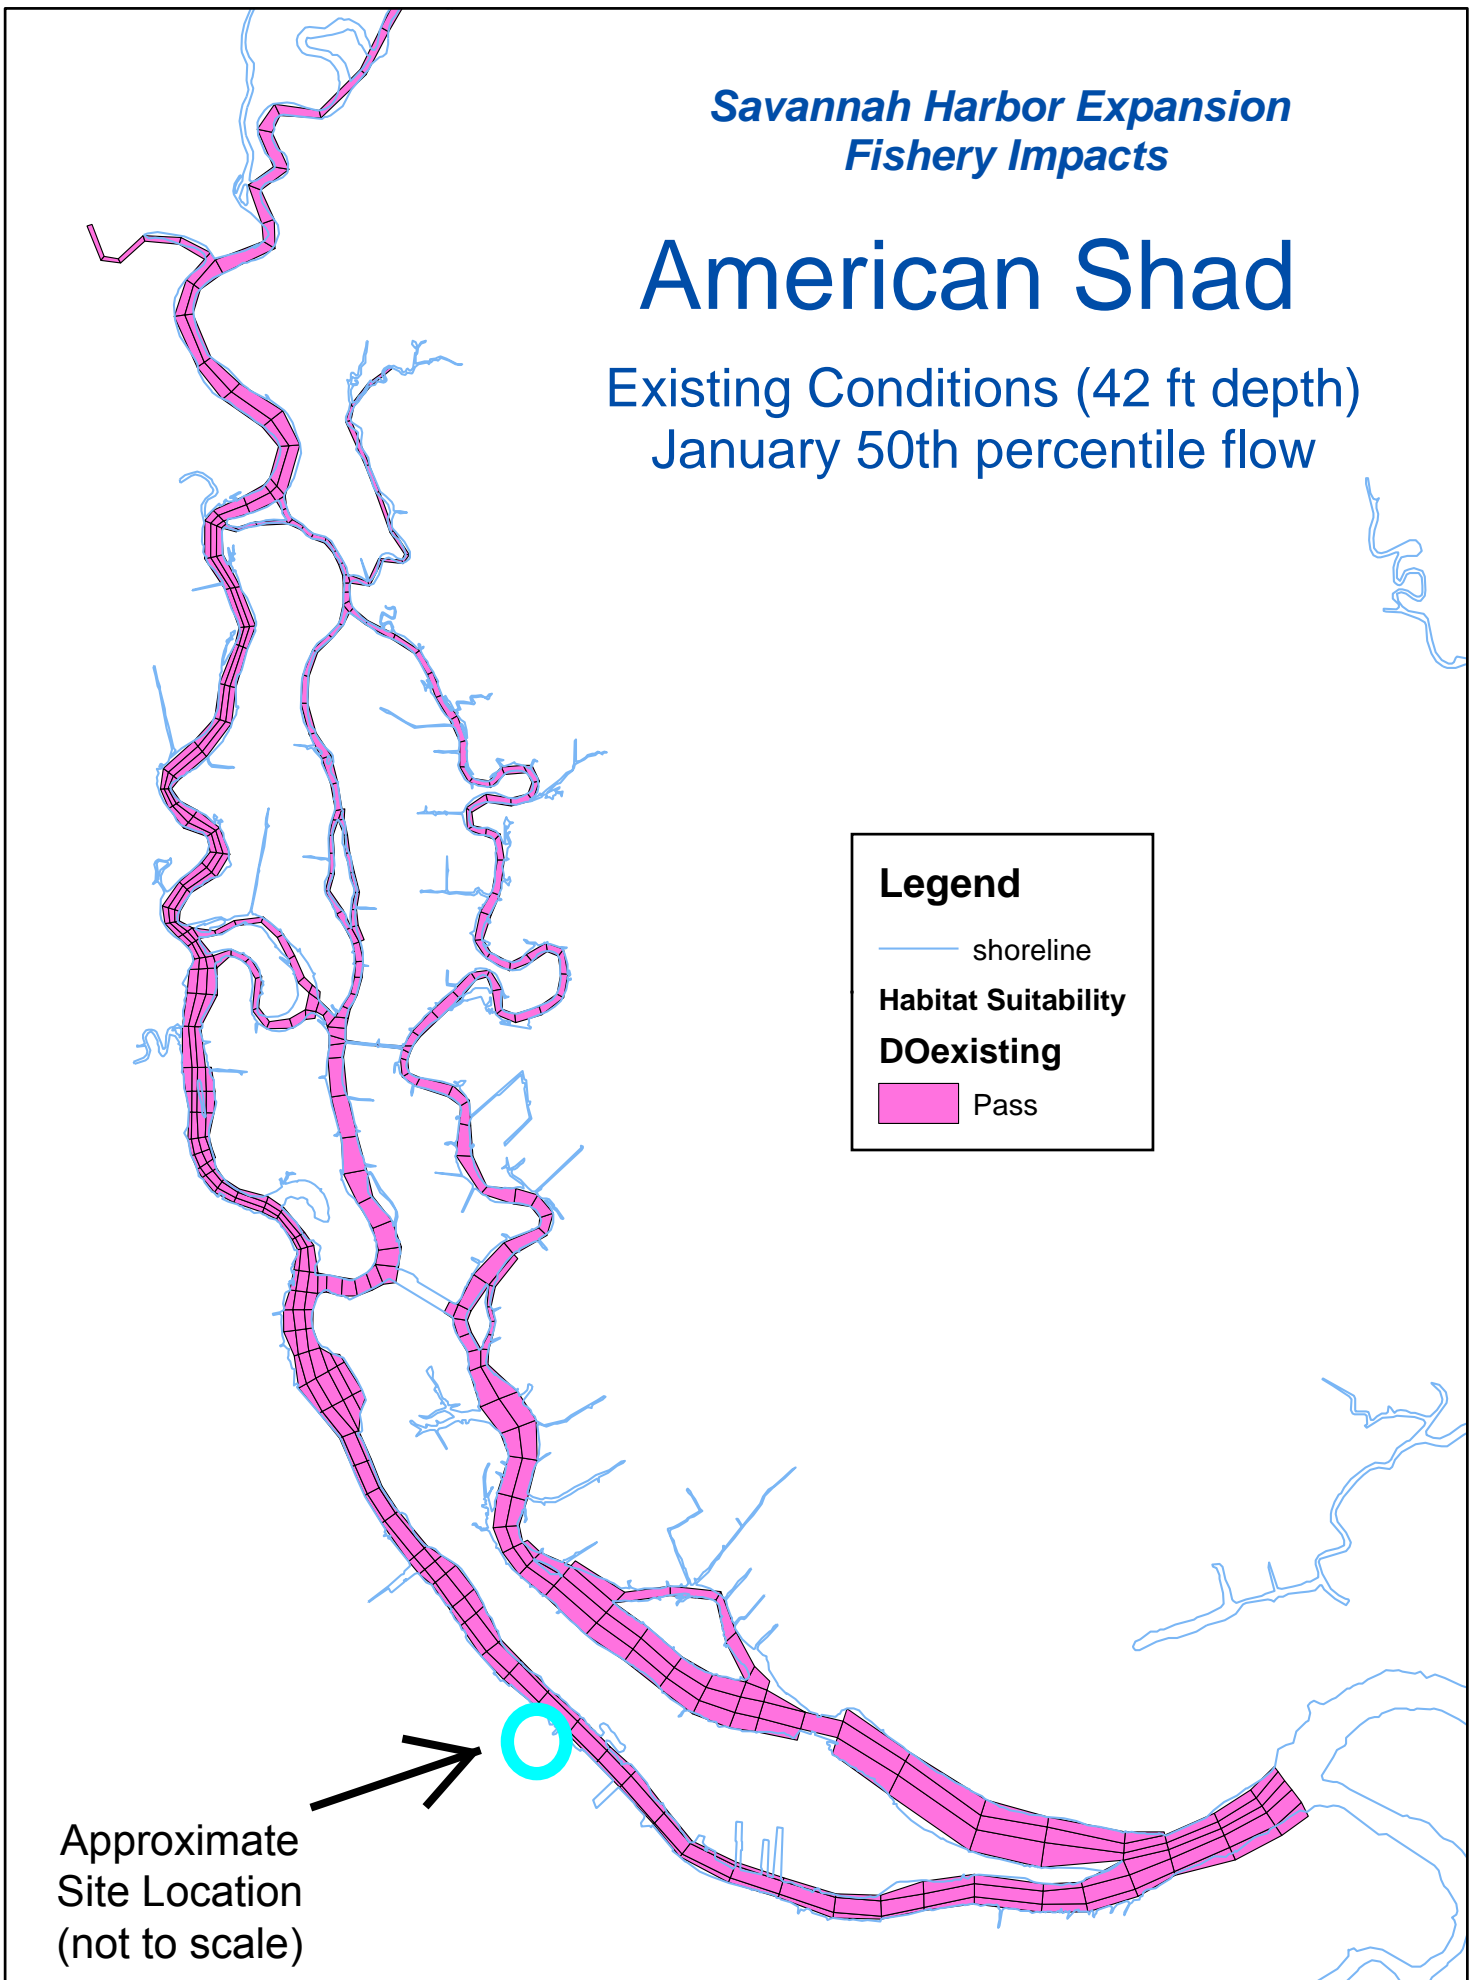 Savannah Harbor Expansion
Fishery Impacts
American Shad
Existing Conditions (42 ft depth)
January 50th percentile flow
Legend
shoreline
Habitat Suitability
DOexisting
Pass
Approximate
Site Location
(not to scale)